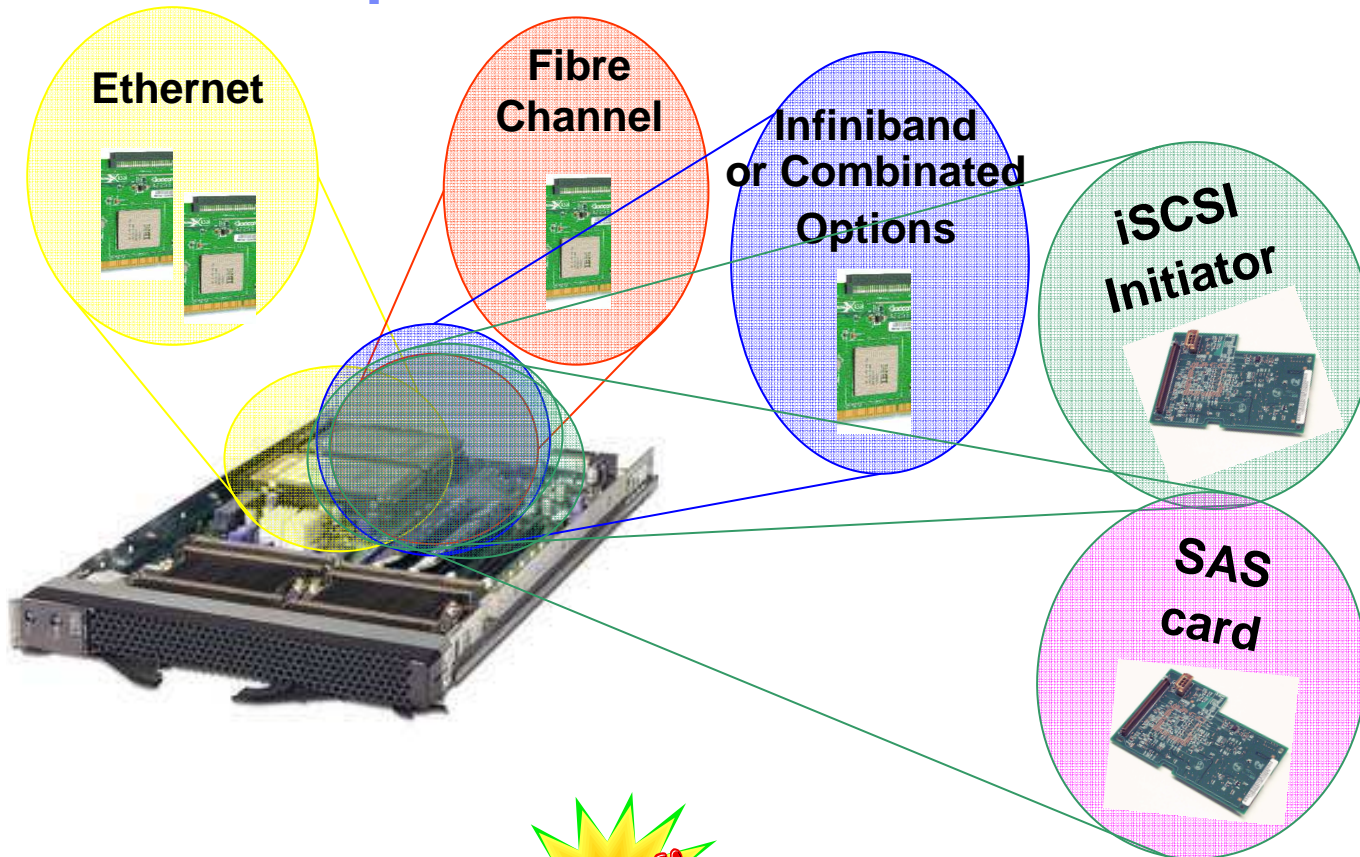 Ethernet
Fibre
Channel
Infiniband
or Combinated
Options
iSCSI
Initiator
SAS
card